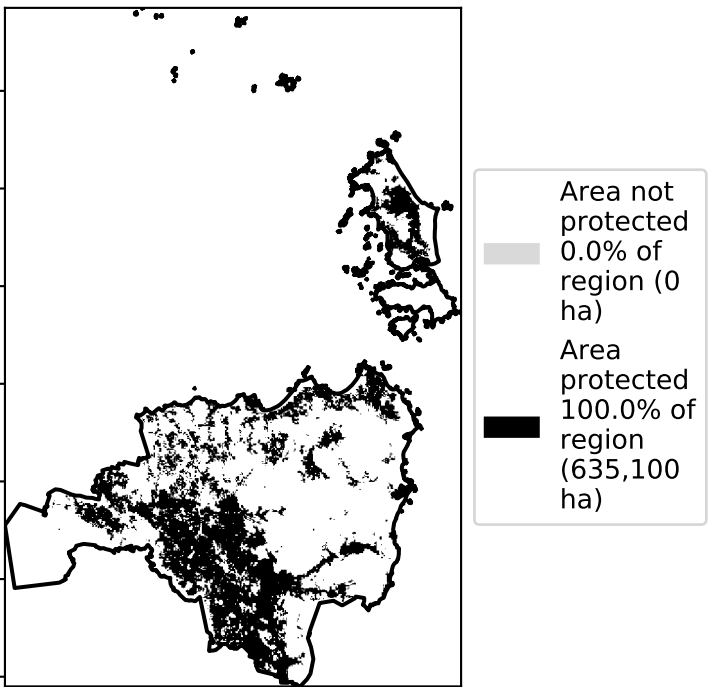 Area not
protected
0.0% of
region (0
ha)
Area
protected
100.0% of
region
(635,100
ha)